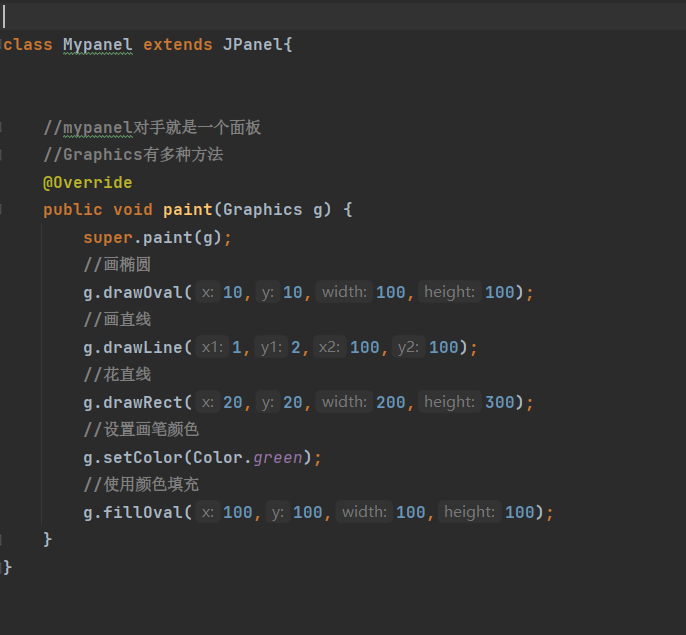 class Mypanel extends JPanel{
//mypanel对手就是一个面板
//Graphics有多种方法
@Override
public void paint(Graphics g) {
super.paint(g);
//画椭圆
g.drawOval( x: 10, y: 10, width: 100, height: 100);
//画直线
g.drawLine( x1: 1, y1: 2, x2: 100, y2: 100);
//花直线
g.drawRect( x: 20, y: 20, width: 200, height: 300);
//设置画笔颜色
g.setColor(Color.green);
//使用颜色填充
g.fillOval( x: 100, y: 100, width: 100, height: 100);
}
}